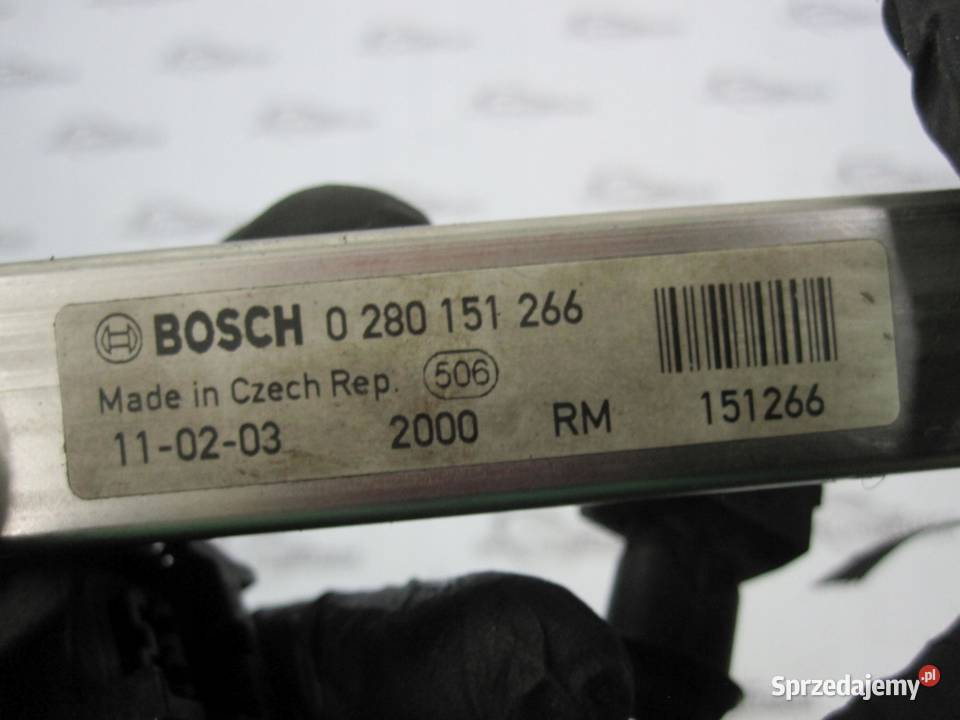 BOSCH 0 280 151 266
Made in Czech Rep. 506
11-02-03 2000 RM 151266
Sprzedajemy.pl